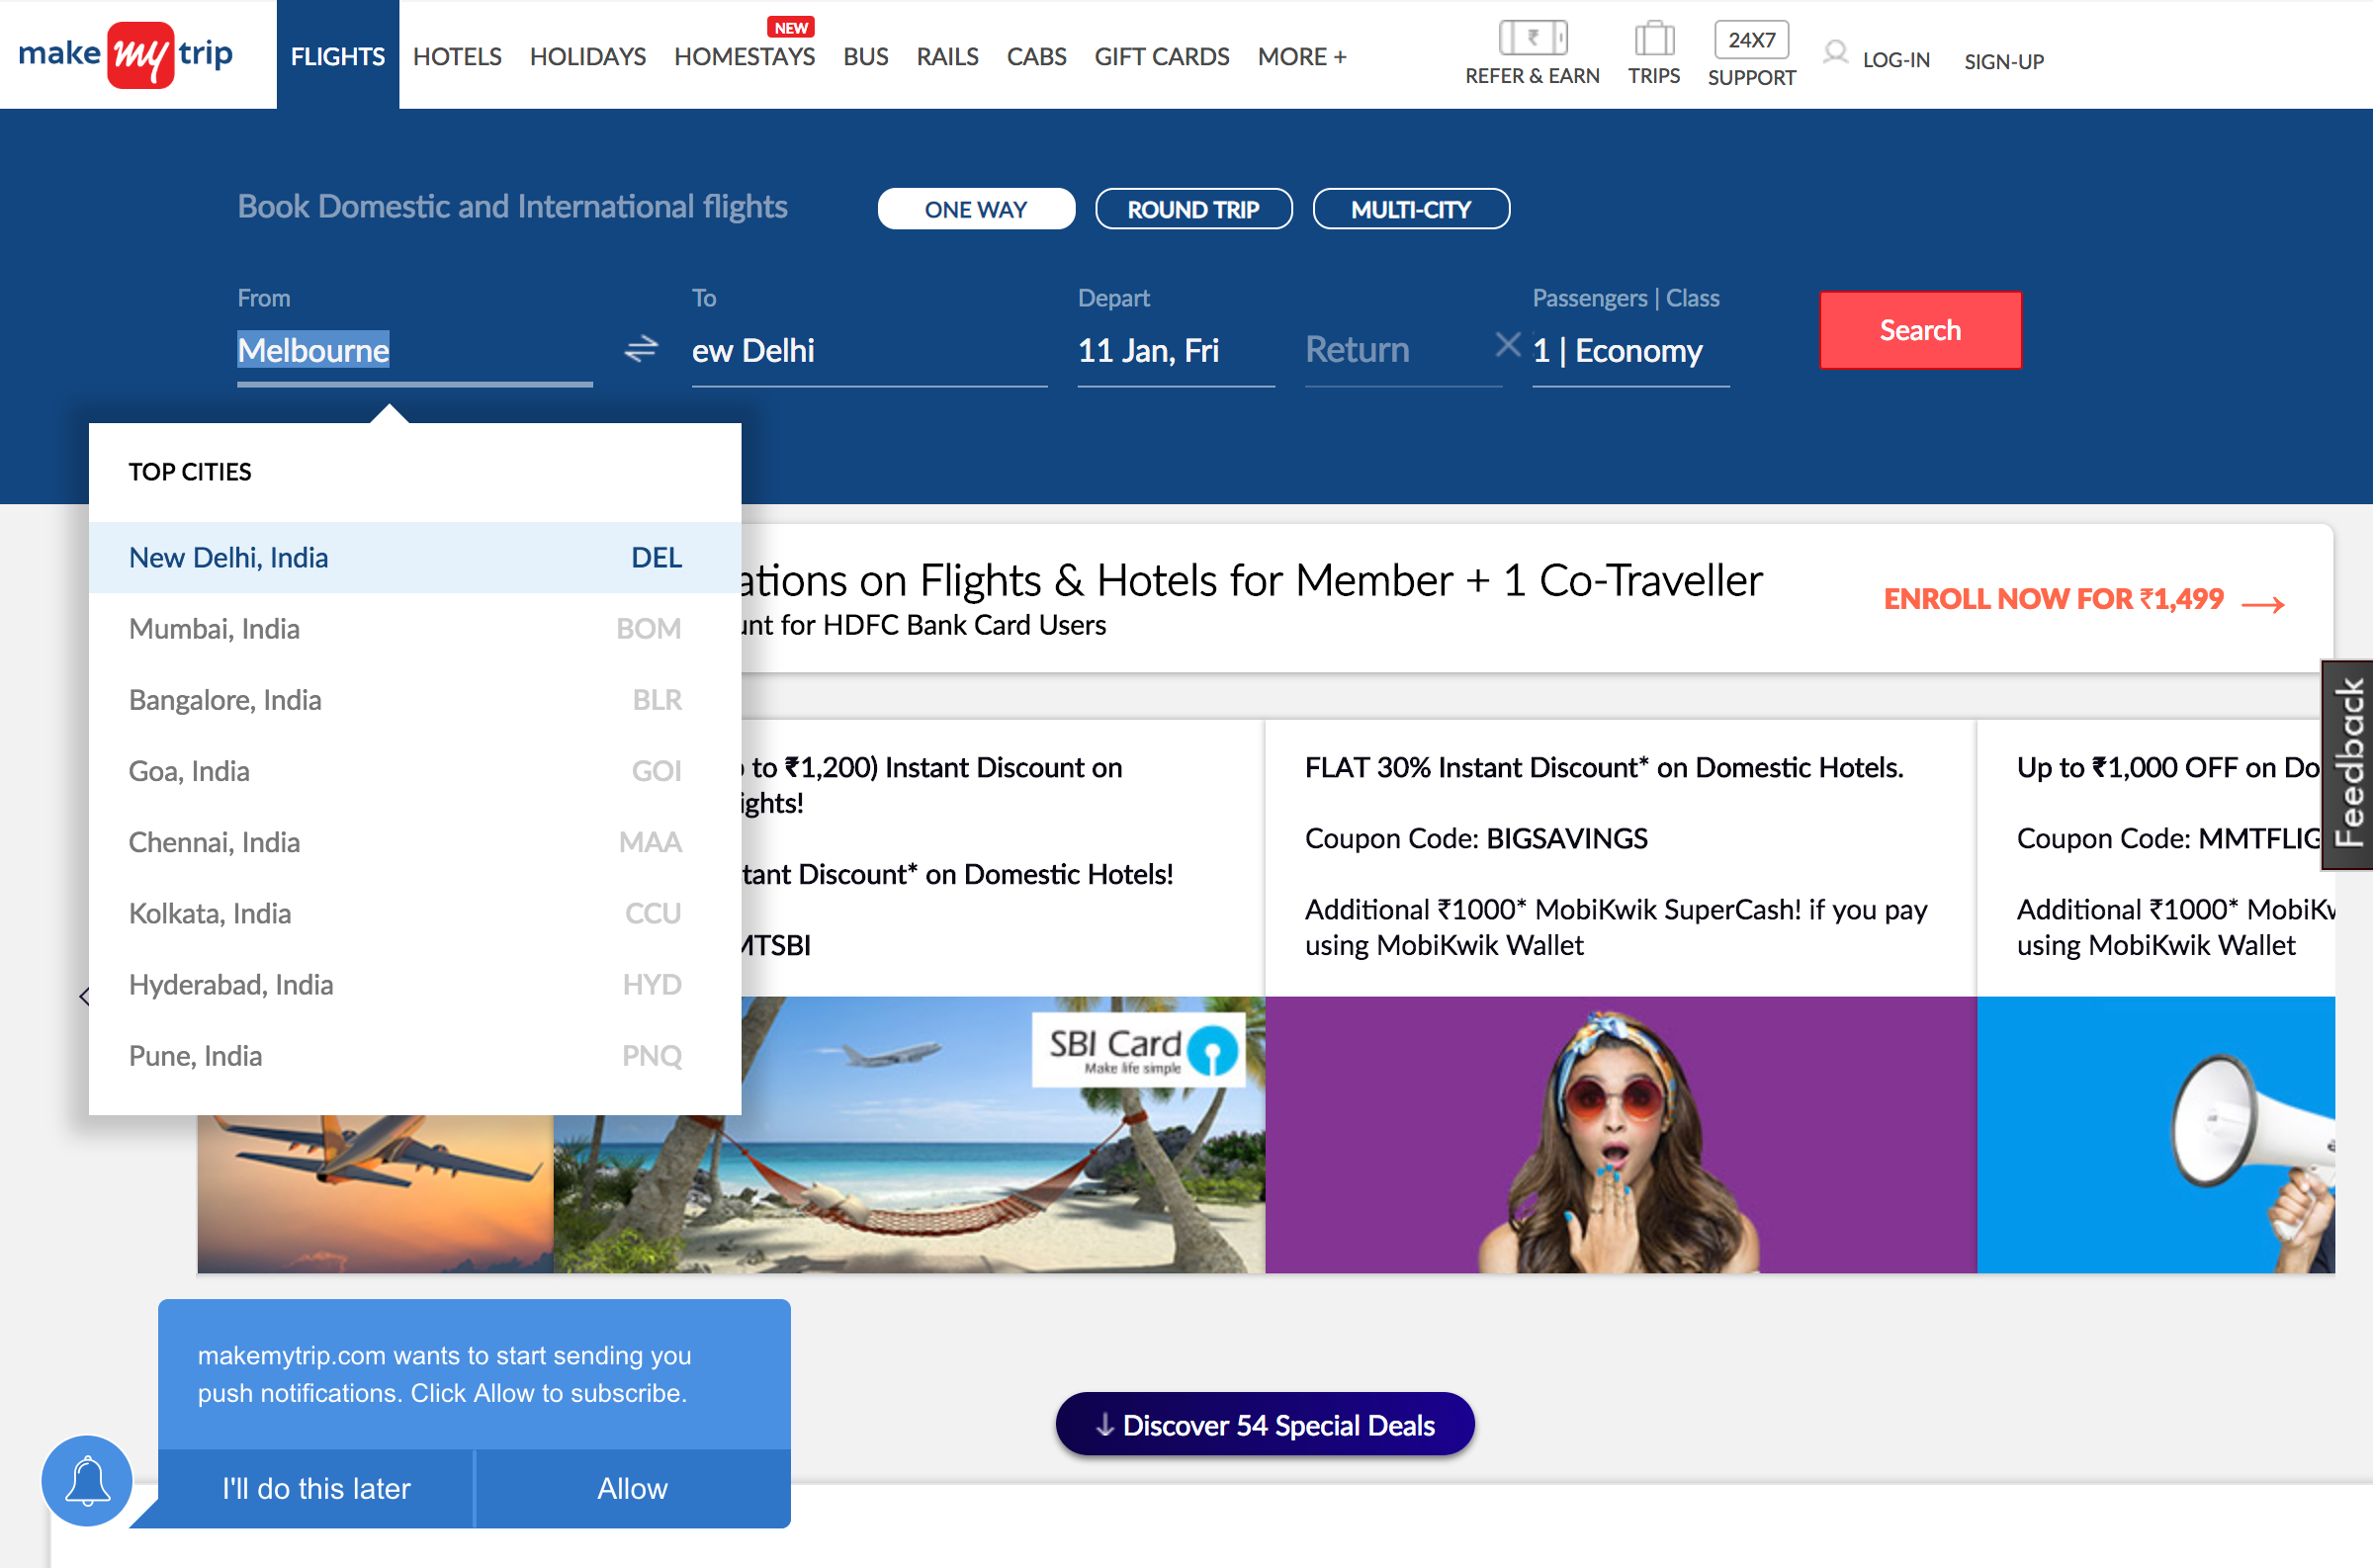 make my trip
FLIGHTS
HOTELS
HOLIDAYS
NEW
HOMESTAYS
BUS
RAILS
CABS
GIFT CARDS
MORE +
₹
REFER & EARN
TRIPS
24X7
SUPPORT
LOG-IN
SIGN-UP
Book Domestic and International flights
ONE WAY
ROUND TRIP
MULTI-CITY
From
To
Depart
Passengers | Class
Melbourne
ew Delhi
11 Jan, Fri
Return
1 | Economy
Search
TOP CITIES
New Delhi, India DEL
Mumbai, India BOM
Bangalore, India BLR
Goa, India GOI
Chennai, India MAA
Kolkata, India CCU
Hyderabad, India HYD
Pune, India PNQ
ations on Flights & Hotels for Member + 1 Co-Traveller
unt for HDFC Bank Card Users
ENROLL NOW FOR ₹1,499
Feedback
to ₹1,200) Instant Discount on
ights!
tant Discount* on Domestic Hotels!
MTSBI
SBI Card
Make life simple
FLAT 30% Instant Discount* on Domestic Hotels.
Coupon Code: BIGSAVINGS
Additional ₹1000* MobiKwik SuperCash! if you pay
using MobiKwik Wallet
Up to ₹1,000 OFF on Do
Coupon Code: MMTFLIG
Additional ₹1000* MobiKw
using MobiKwik Wallet
makemytrip.com wants to start sending you
push notifications. Click Allow to subscribe.
I'll do this later
Allow
Discover 54 Special Deals